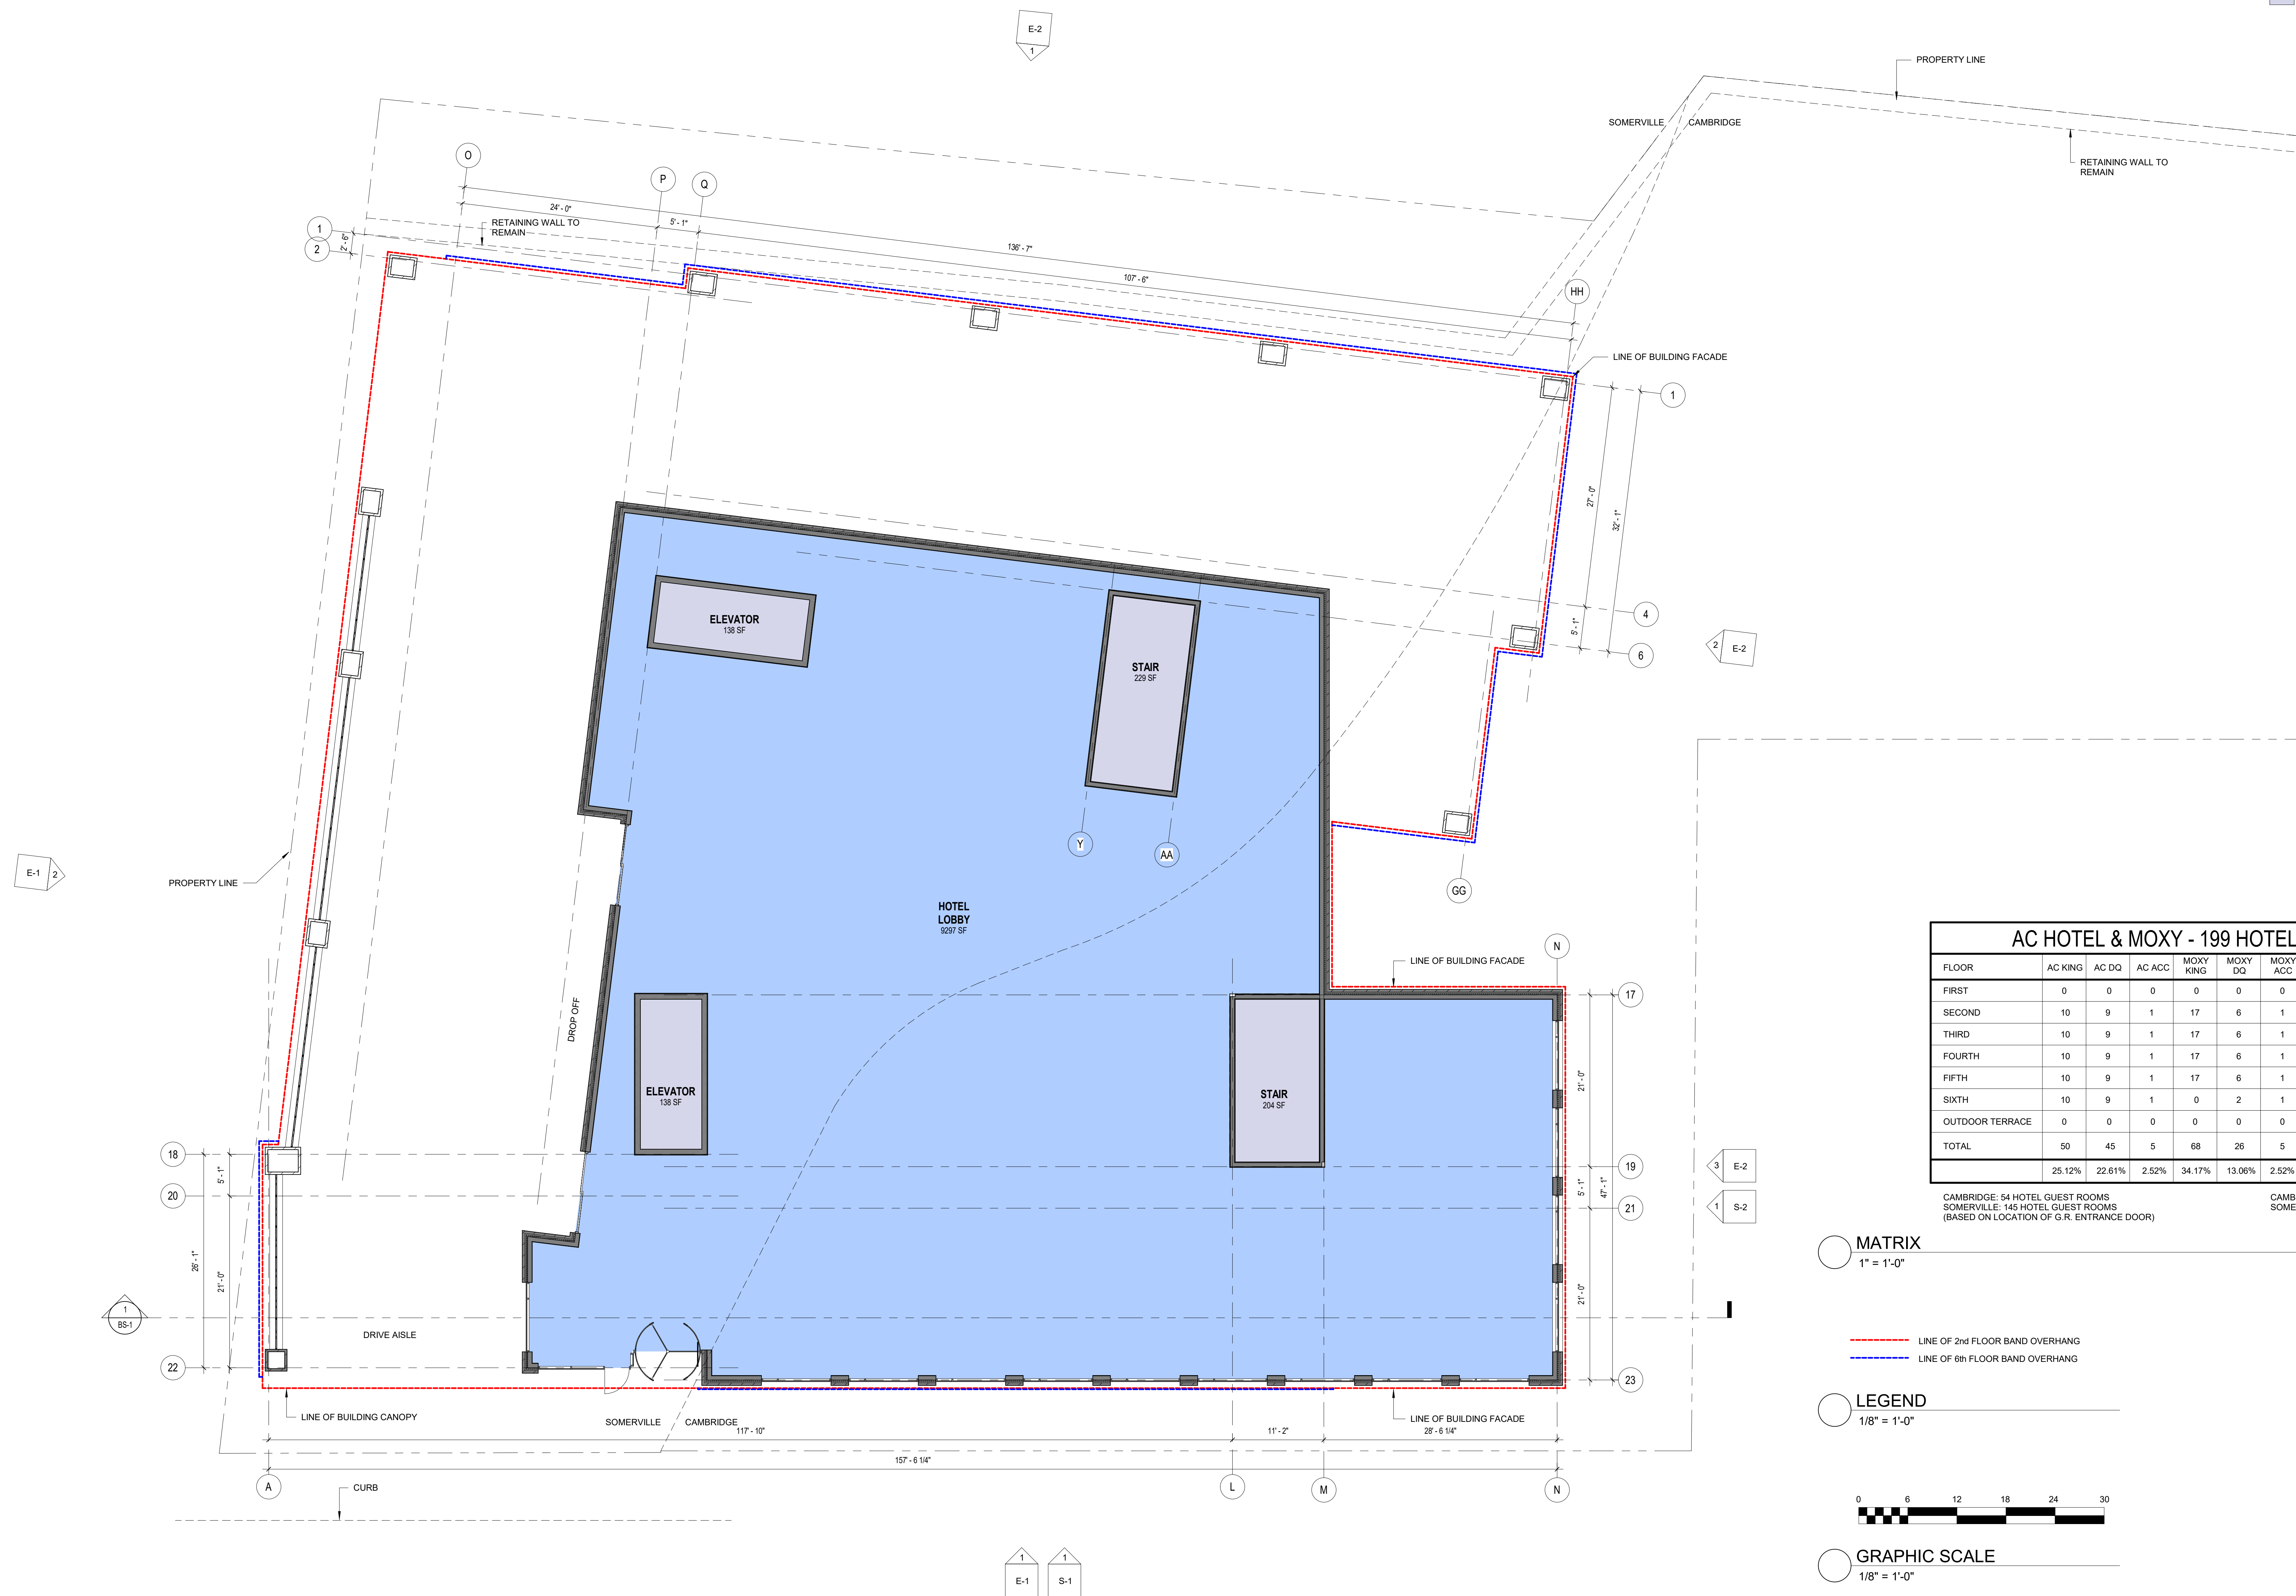 E-2
1
PROPERTY LINE
SOMERVILLE
CAMBRIDGE
RETAINING WALL TO
REMAIN
O
P
Q
24' - 0"
5' - 1"
136' - 7"
107' - 6"
1
2
2' - 6"
RETAINING WALL TO
REMAIN
HH
LINE OF BUILDING FACADE
1
27' - 0"
32' - 1"
4
5' - 1"
6
2
E-2
ELEVATOR
138 SF
STAIR
229 SF
Y
AA
GG
E-1
2
PROPERTY LINE
HOTEL
LOBBY
9297 SF
N
LINE OF BUILDING FACADE
17
DROP OFF
ELEVATOR
138 SF
STAIR
204 SF
21' - 0"
18
5' - 1"
20
26' - 1"
21' - 0"
19
5' - 1"
47' - 1"
21
21' - 0"
3
E-2
1
S-2
1
BS-1
DRIVE AISLE
22
23
LINE OF BUILDING CANOPY
SOMERVILLE
CAMBRIDGE
LINE OF BUILDING FACADE
117' - 10"
11' - 2"
28' - 6 1/4"
157' - 6 1/4"
A
L
M
N
CURB
1
E-1
1
S-1
AC HOTEL & MOXY - 199 HOTEL
FLOOR AC KING AC DQ AC ACC MOXY KING MOXY DQ MOXY ACC
FIRST 0 0 0 0 0 0
SECOND 10 9 1 17 6 1
THIRD 10 9 1 17 6 1
FOURTH 10 9 1 17 6 1
FIFTH 10 9 1 17 6 1
SIXTH 10 9 1 0 2 1
OUTDOOR TERRACE 0 0 0 0 0 0
TOTAL 50 45 5 68 26 5
25.12% 22.61% 2.52% 34.17% 13.06% 2.52%
CAMBRIDGE: 54 HOTEL GUEST ROOMS
SOMERVILLE: 145 HOTEL GUEST ROOMS
(BASED ON LOCATION OF G.R. ENTRANCE DOOR)
CAMB
SOME
MATRIX
1" = 1'-0"
LINE OF 2nd FLOOR BAND OVERHANG
LINE OF 6th FLOOR BAND OVERHANG
LEGEND
1/8" = 1'-0"
0 6 12 18 24 30
GRAPHIC SCALE
1/8" = 1'-0"